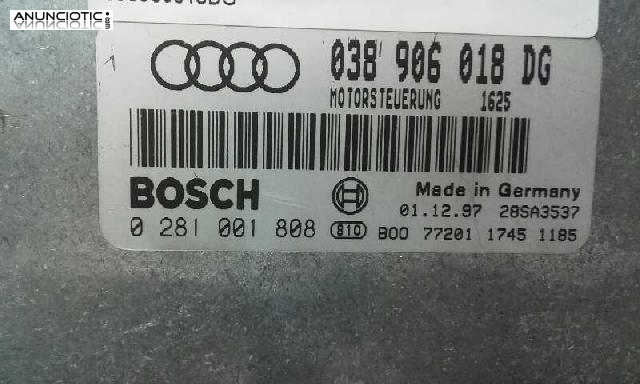 ANUNCIOTIC.com
038 906 018 DG
MOTORSTEUERUNG 1625
BOSCH
Made in Germany
01.12.97 28SA3537
0 281 001 808 810 B00 77201 1745 1185